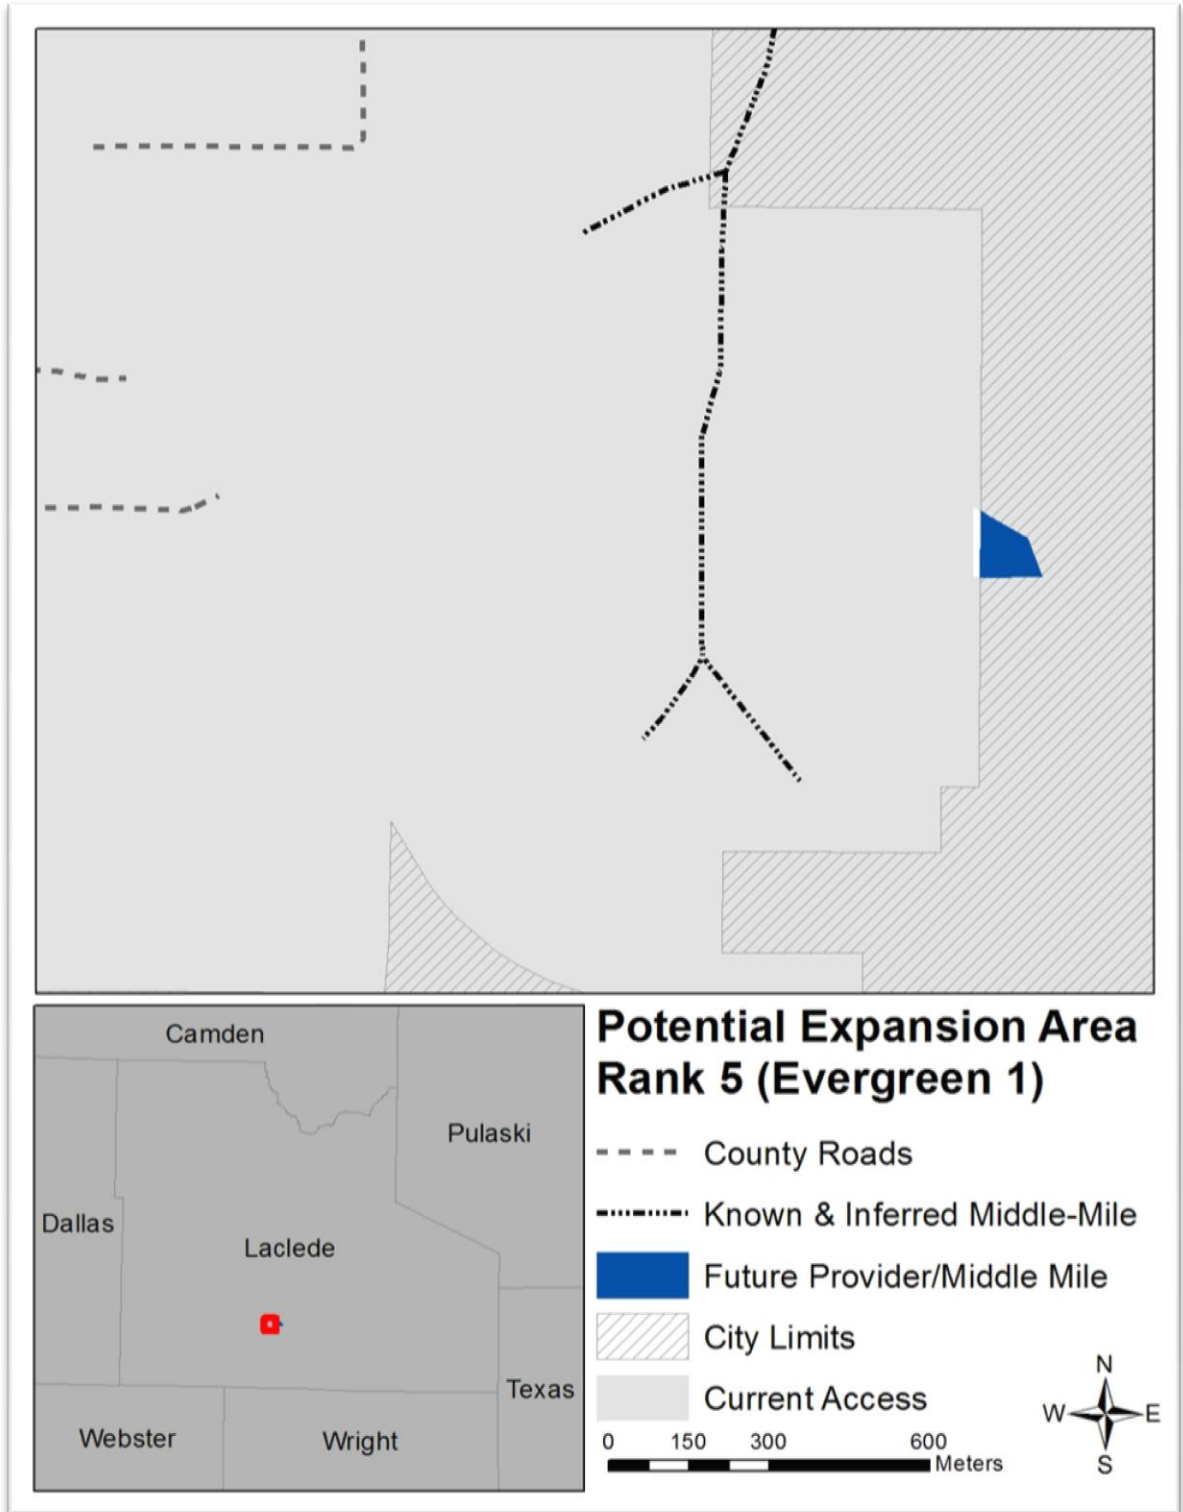 Camden
Pulaski
Dallas
Laclede
Texas
Webster
Wright
Potential Expansion Area
Rank 5 (Evergreen 1)
County Roads
Known & Inferred Middle-Mile
Future Provider/Middle Mile
City Limits
Current Access
N
W E
S
0 150 300 600
Meters